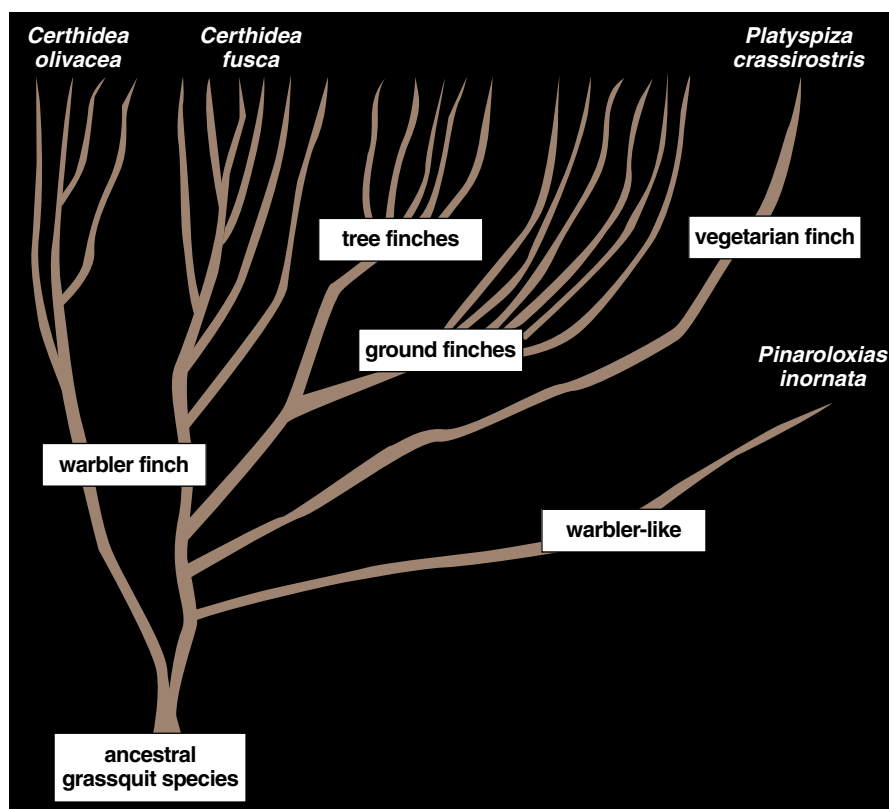 Certhidea
olivacea
Certhidea
fusca
Platyspiza
crassirostris
tree finches
vegetarian finch
ground finches
Pinaroloxias
inornata
warbler finch
warbler-like
ancestral
grassquit species